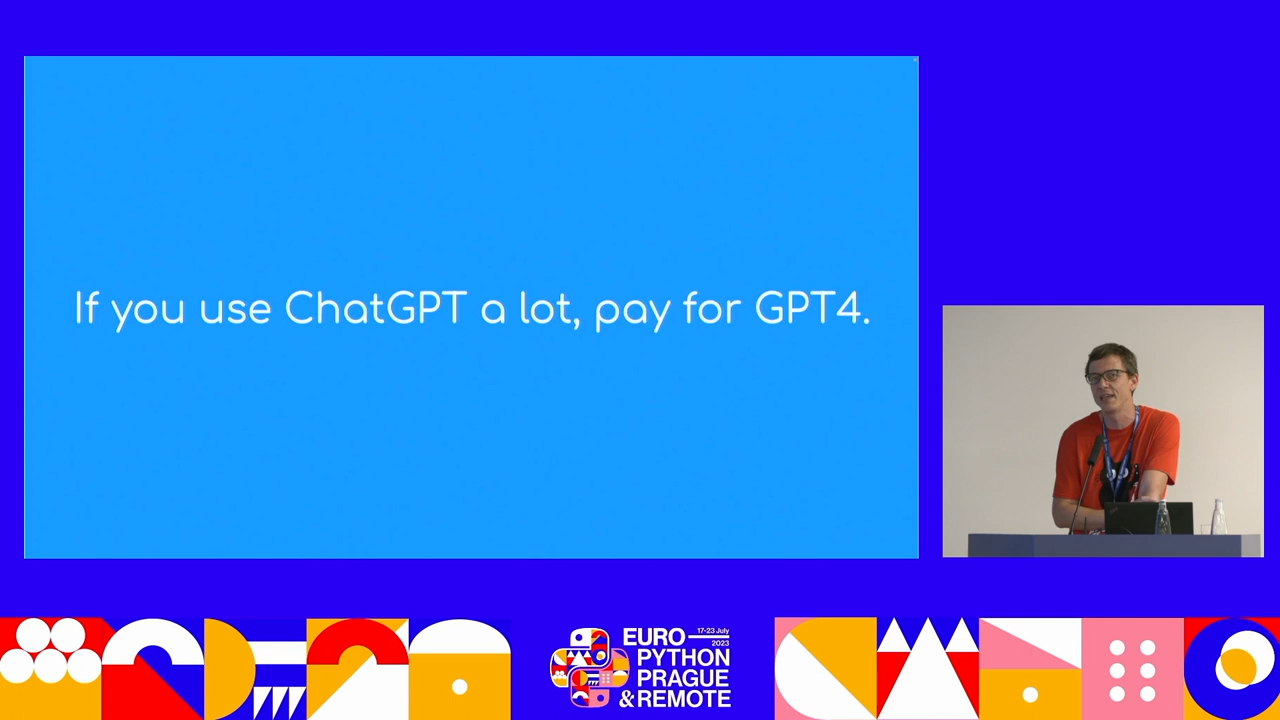 If you use ChatGPT a lot, pay for GPT4.
EURO
17-23 July
2023
PYTHON
PRAGUE
& REMOTE